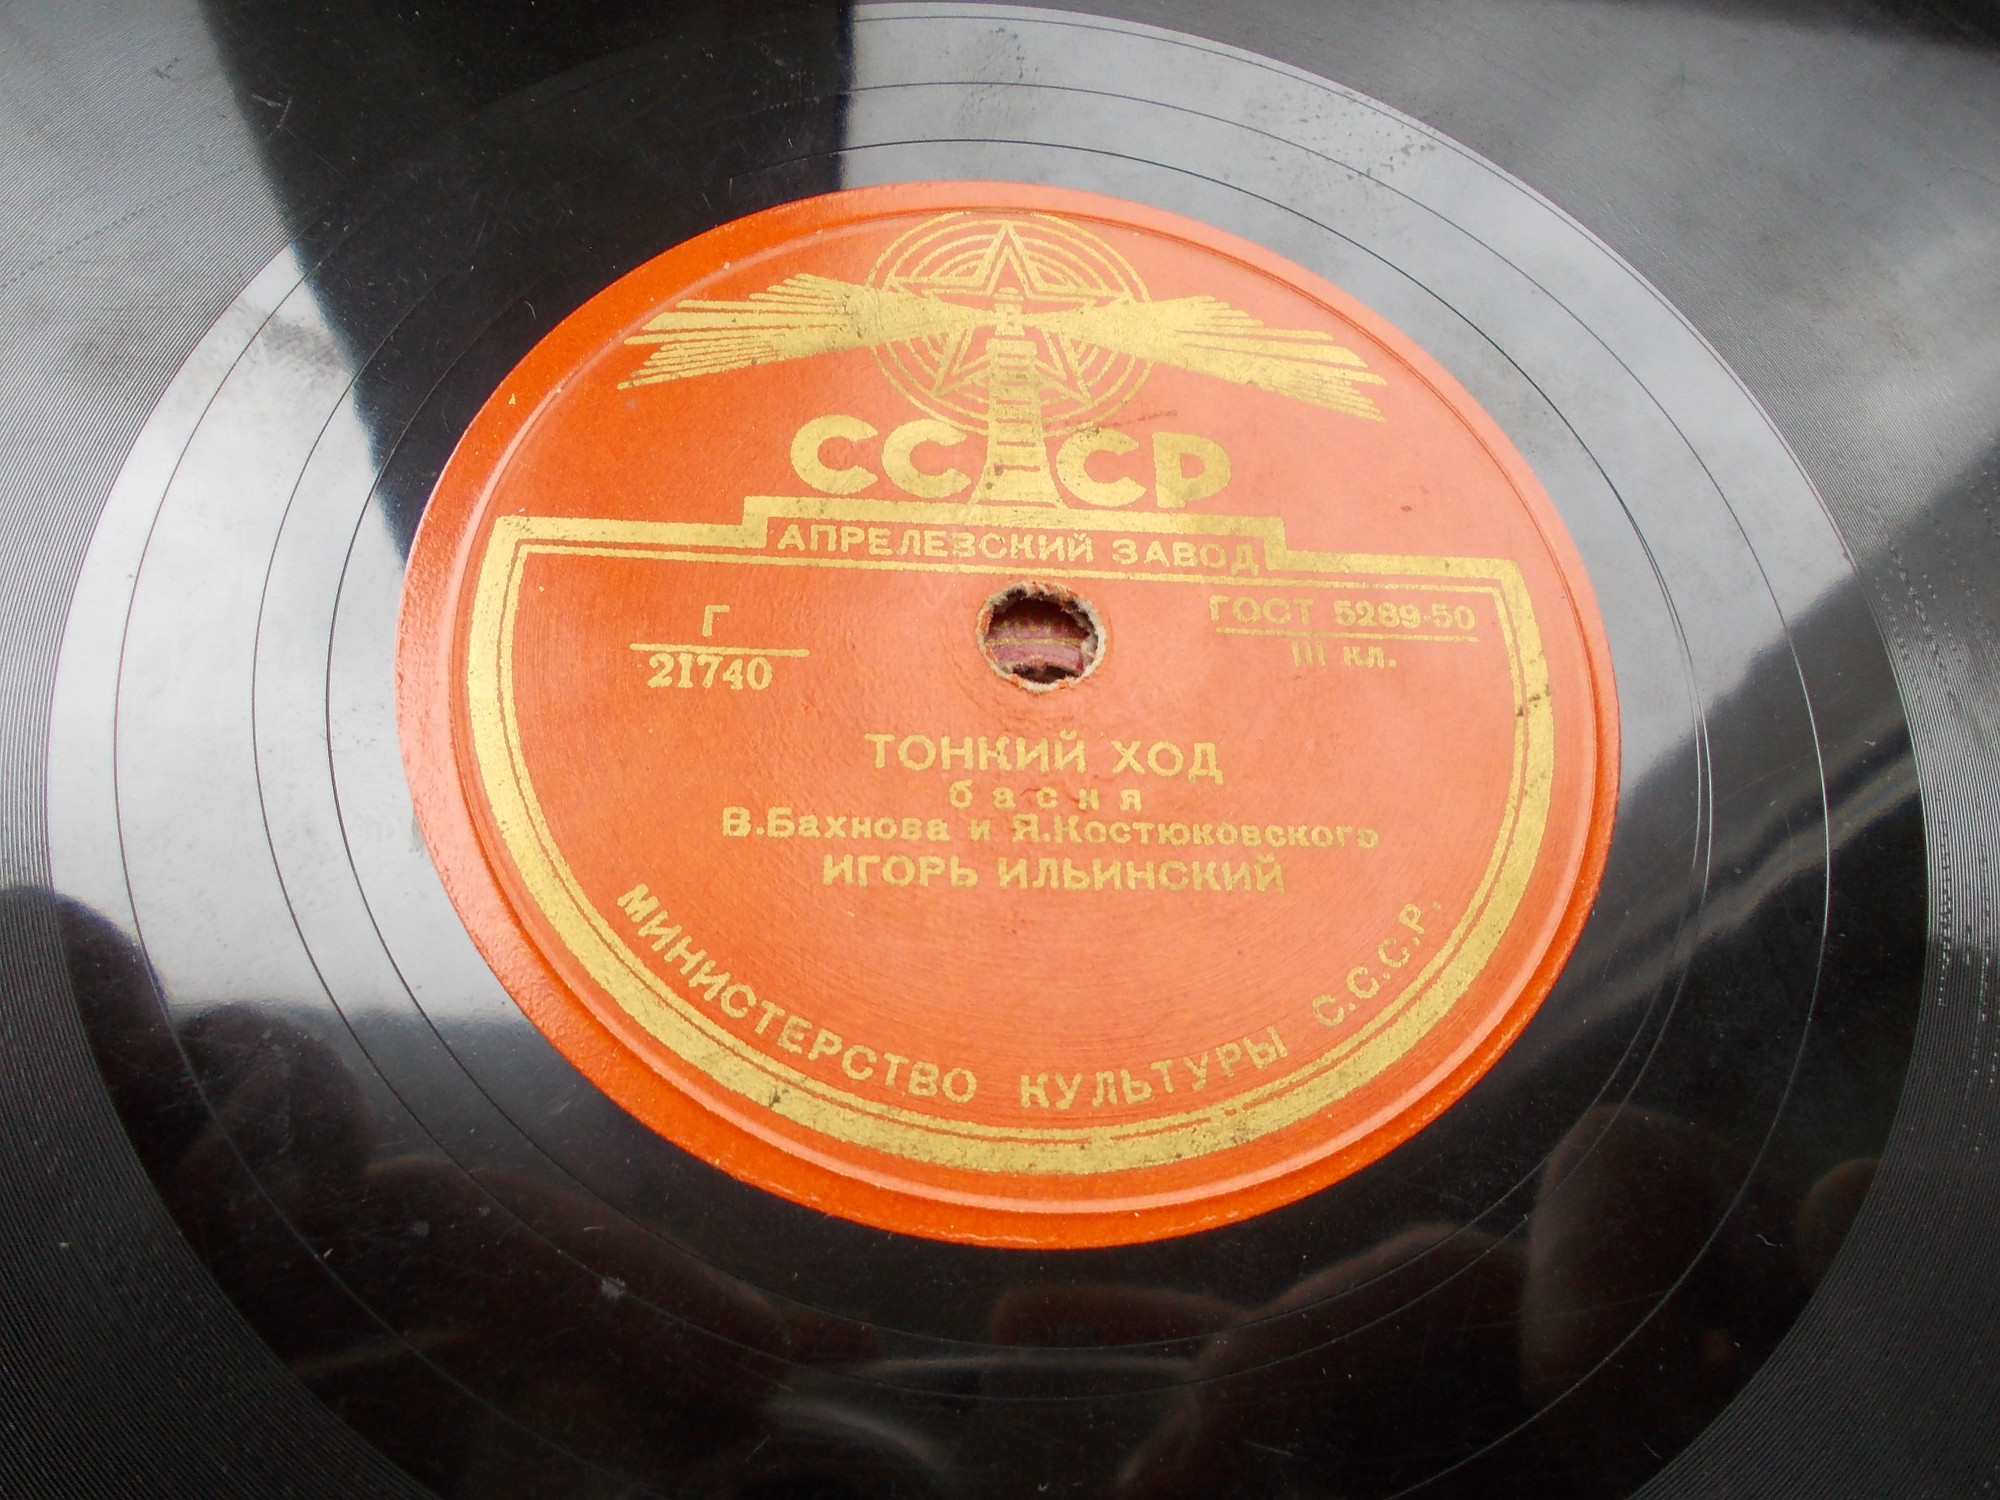 СССР
АПРЕЛЕВСКИЙ ЗАВОД
Г
21740
ГОСТ 5289-50
III кл.
ТОНКИЙ ХОД
басня
В.Бахнова и Я.Костюковского
ИГОРЬ ИЛЬИНСКИЙ
МИНИСТЕРСТВО КУЛЬТУРЫ С.С.С.Р.